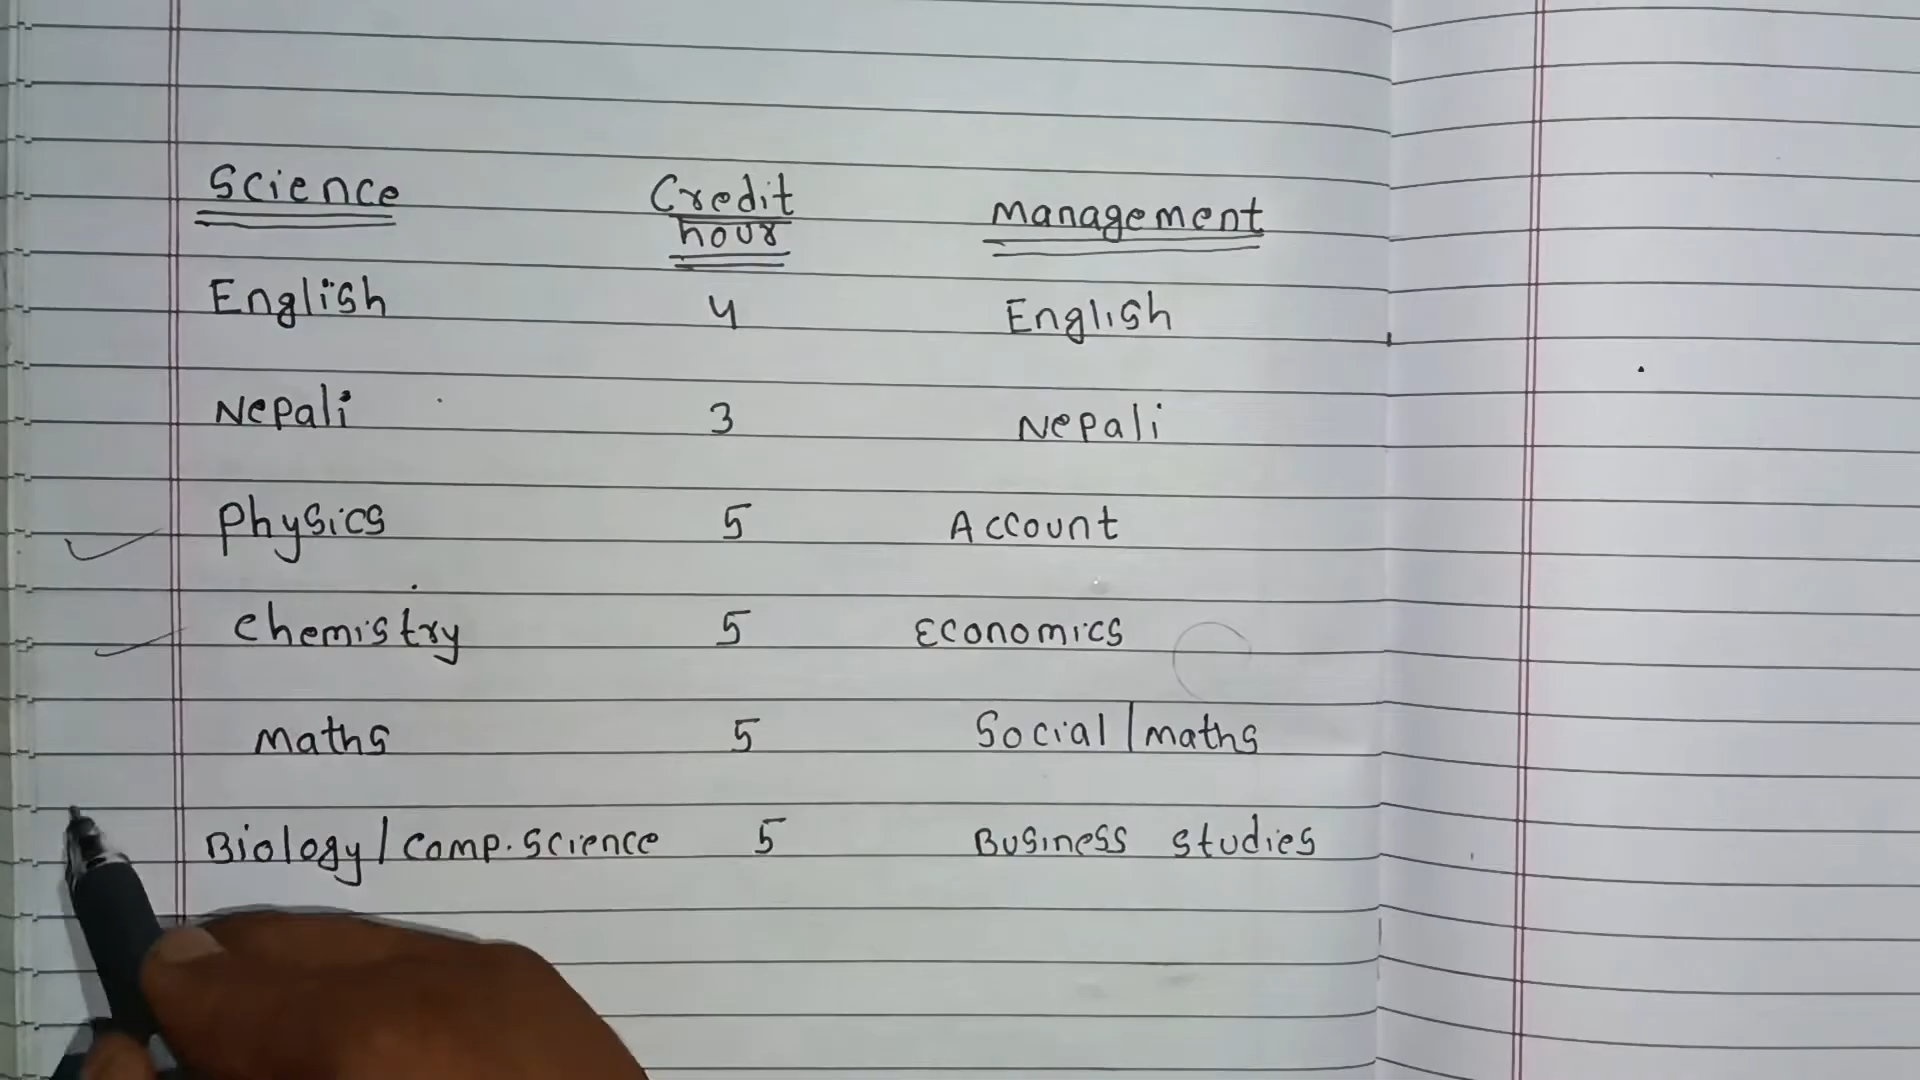 Science Credit Management
hour
English 4 English
Nepali 3 Nepali
Physics 5 Account
Chemistry 5 Economics
Maths 5 Social/maths
Biology/Comp.Science 5 Business studies